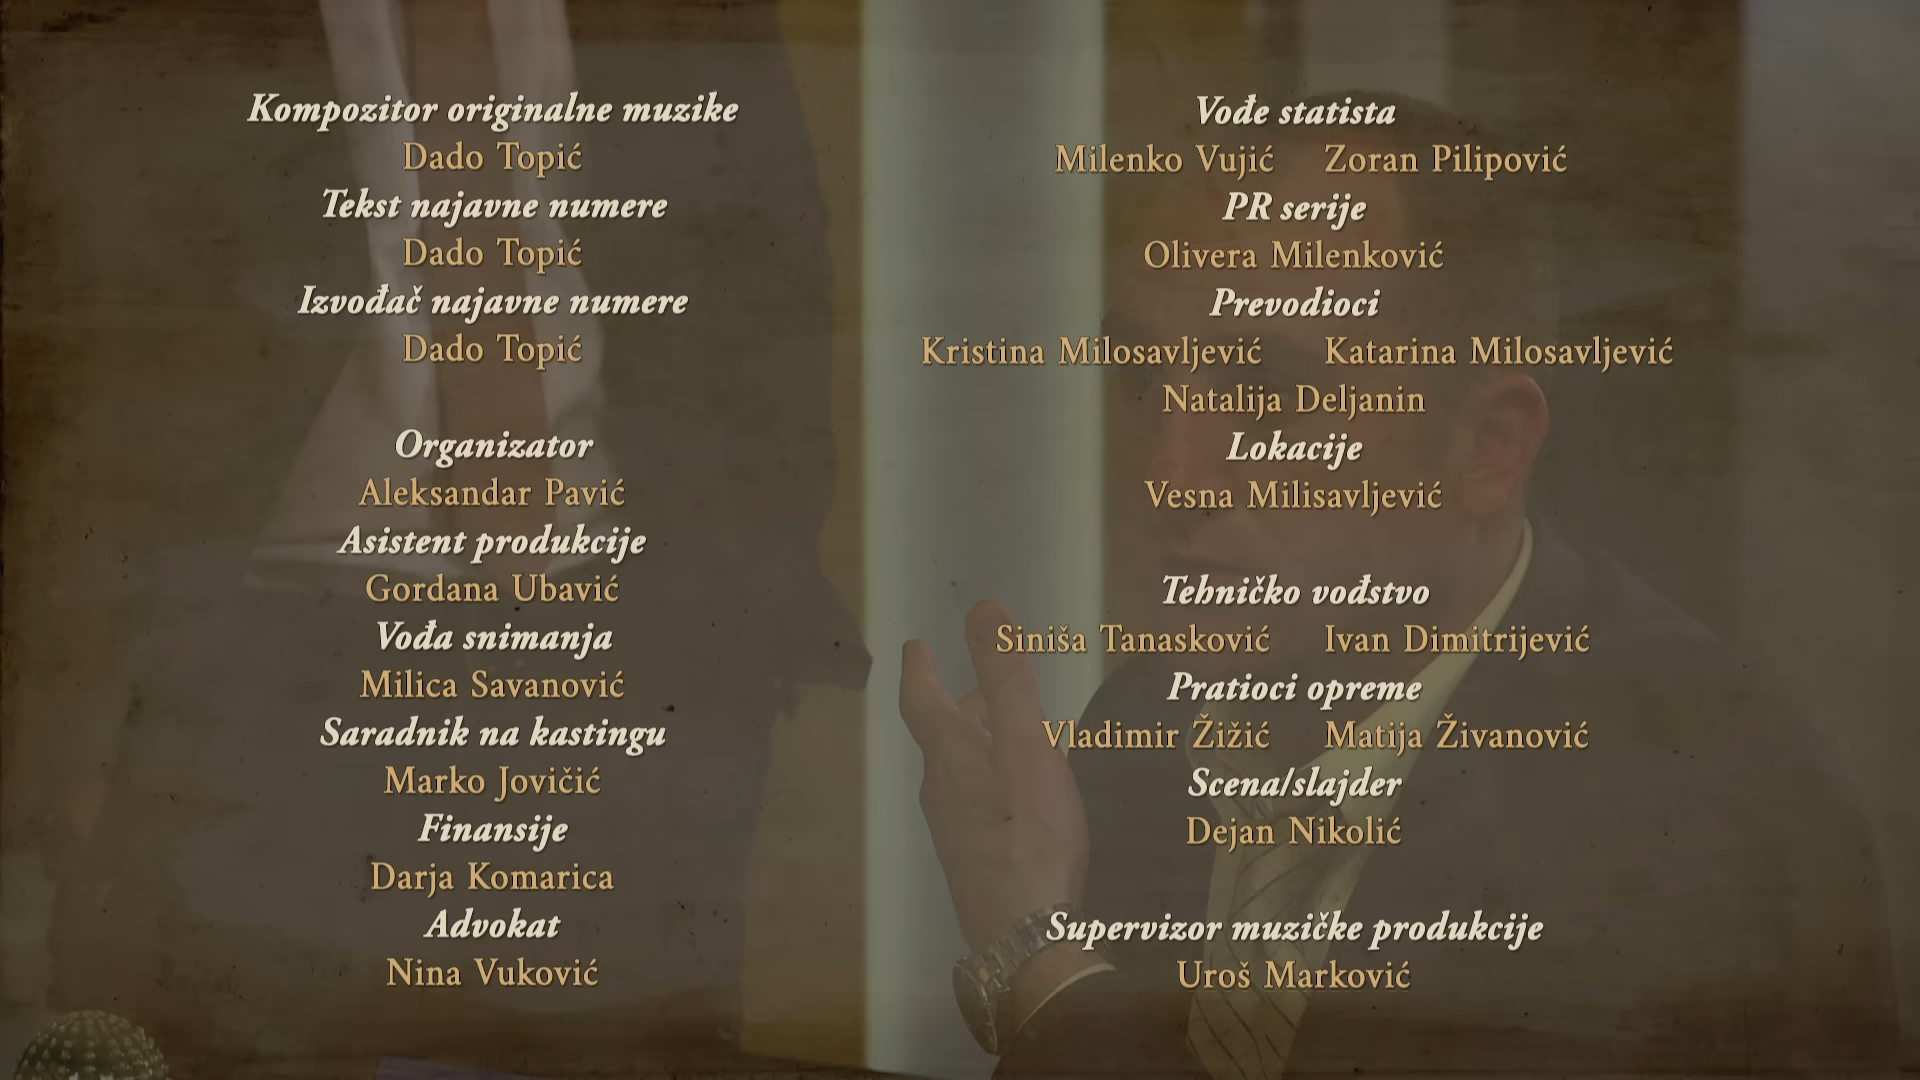 Kompozitor originalne muzike
Dado Topić
Tekst najavne numere
Dado Topić
Izvođač najavne numere
Dado Topić
Organizator
Aleksandar Pavić
Asistent produkcije
Gordana Ubavić
Vođa snimanja
Milica Savanović
Saradnik na kastingu
Marko Jovičić
Finansije
Darja Komarica
Advokat
Nina Vuković
Vođe statista
Milenko Vujić Zoran Pilipović
PR serije
Olivera Milenković
Prevodioci
Kristina Milosavljević Katarina Milosavljević
Natalija Deljanin
Lokacije
Vesna Milisavljević
Tehničko vođstvo
Siniša Tanasković Ivan Dimitrijević
Pratioci opreme
Vladimir Žižić Matija Živanović
Scena/slajder
Dejan Nikolić
Supervizor muzičke produkcije
Uroš Marković